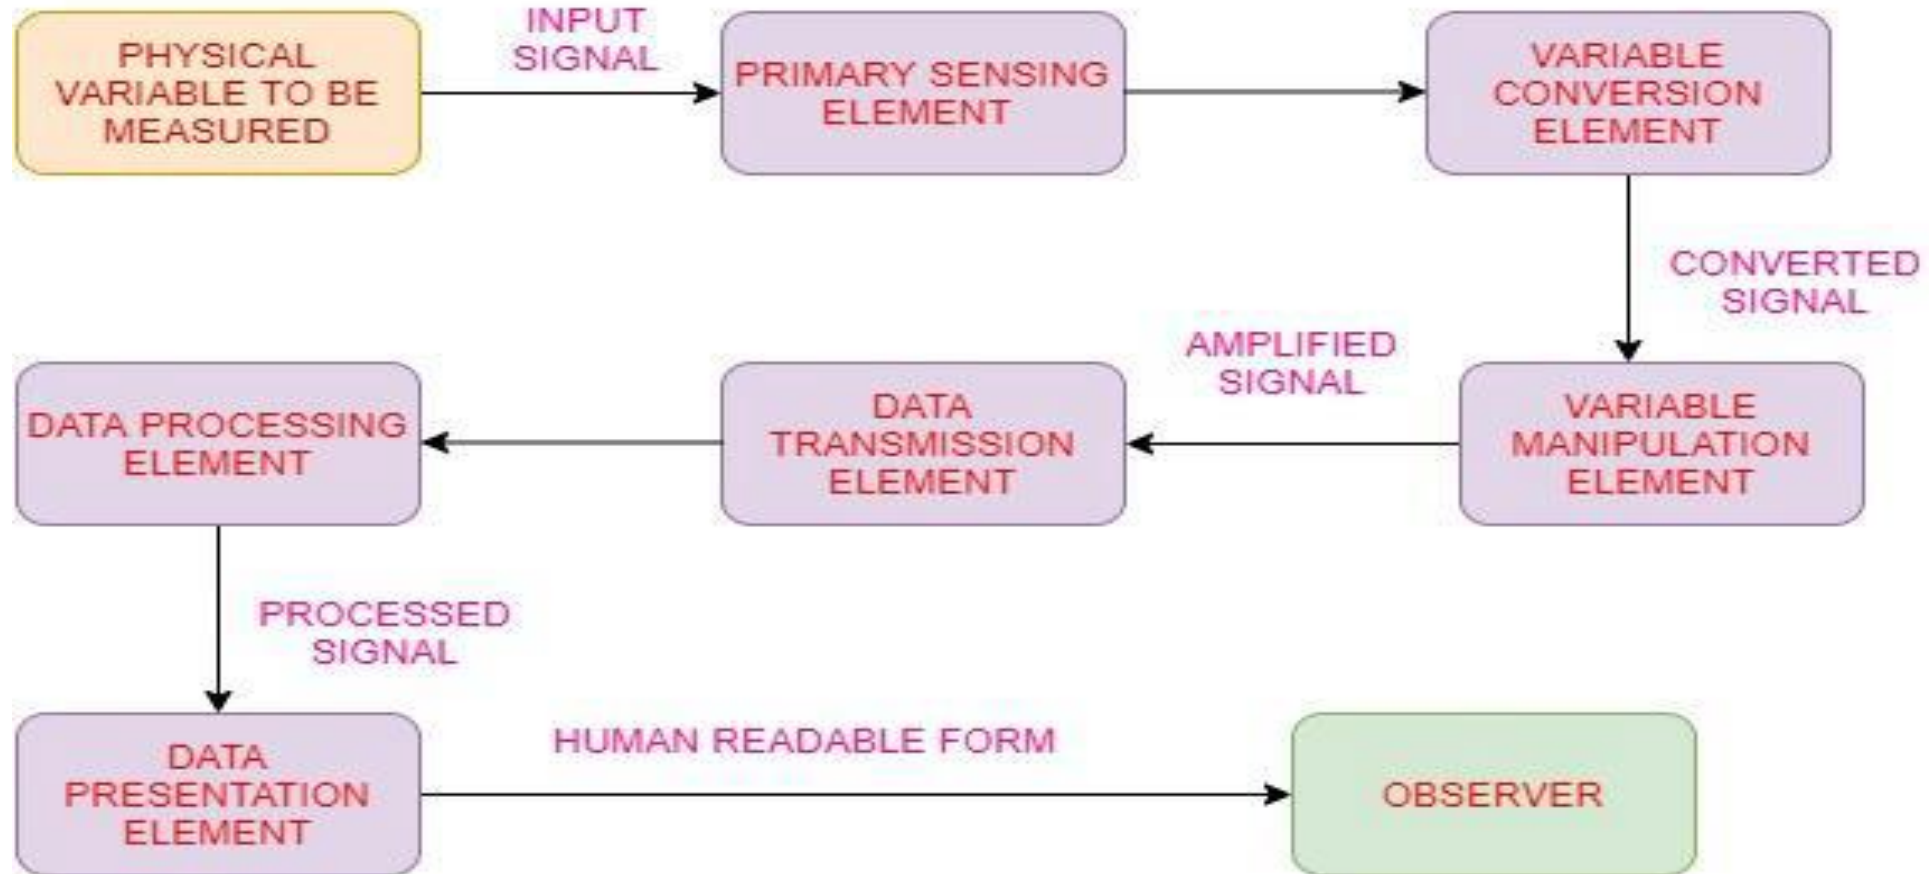 PHYSICAL
VARIABLE TO BE
MEASURED
INPUT
SIGNAL
PRIMARY SENSING
ELEMENT
VARIABLE
CONVERSION
ELEMENT
CONVERTED
SIGNAL
VARIABLE
MANIPULATION
ELEMENT
AMPLIFIED
SIGNAL
DATA
TRANSMISSION
ELEMENT
DATA PROCESSING
ELEMENT
PROCESSED
SIGNAL
DATA
PRESENTATION
ELEMENT
HUMAN READABLE FORM
OBSERVER